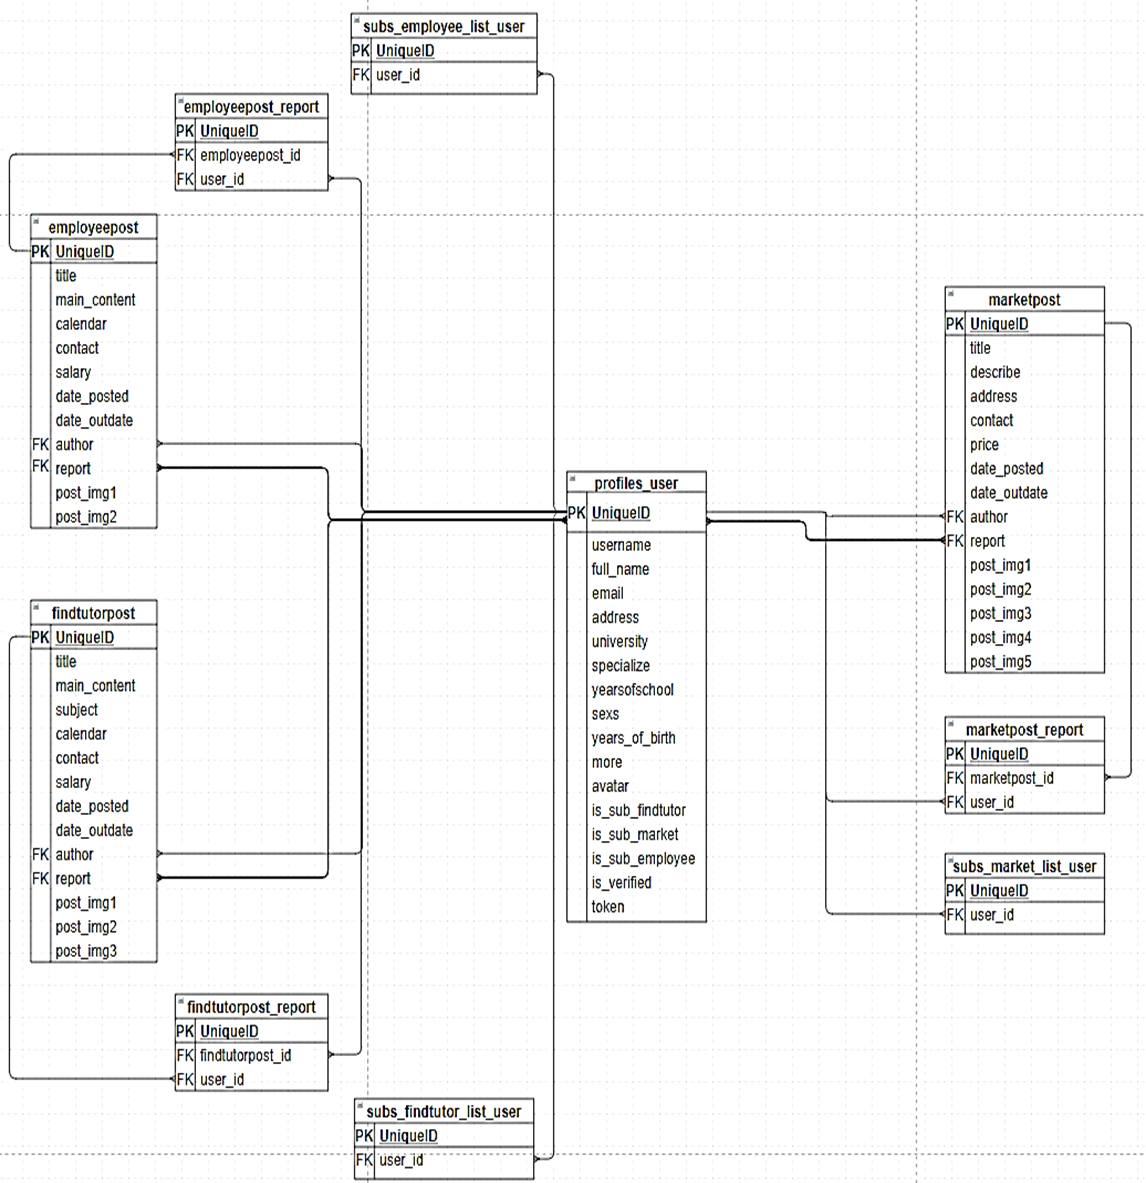 subs_employee_list_user
PK UniqueID
FK user_id
employeepost_report
PK UniqueID
FK employeepost_id
FK user_id
employeepost
PK UniqueID
title
main_content
calendar
contact
salary
date_posted
date_outdate
FK author
FK report
post_img1
post_img2
findtutorpost
PK UniqueID
title
main_content
subject
calendar
contact
salary
date_posted
date_outdate
FK author
FK report
post_img1
post_img2
post_img3
findtutorpost_report
PK UniqueID
FK findtutorpost_id
FK user_id
subs_findtutor_list_user
PK UniqueID
FK user_id
profiles_user
PK UniqueID
username
full_name
email
address
university
specialize
yearsofschool
sexs
years_of_birth
more
avatar
is_sub_findtutor
is_sub_market
is_sub_employee
is_verified
token
marketpost
PK UniqueID
title
describe
address
contact
price
date_posted
date_outdate
FK author
FK report
post_img1
post_img2
post_img3
post_img4
post_img5
marketpost_report
PK UniqueID
FK marketpost_id
FK user_id
subs_market_list_user
PK UniqueID
FK user_id